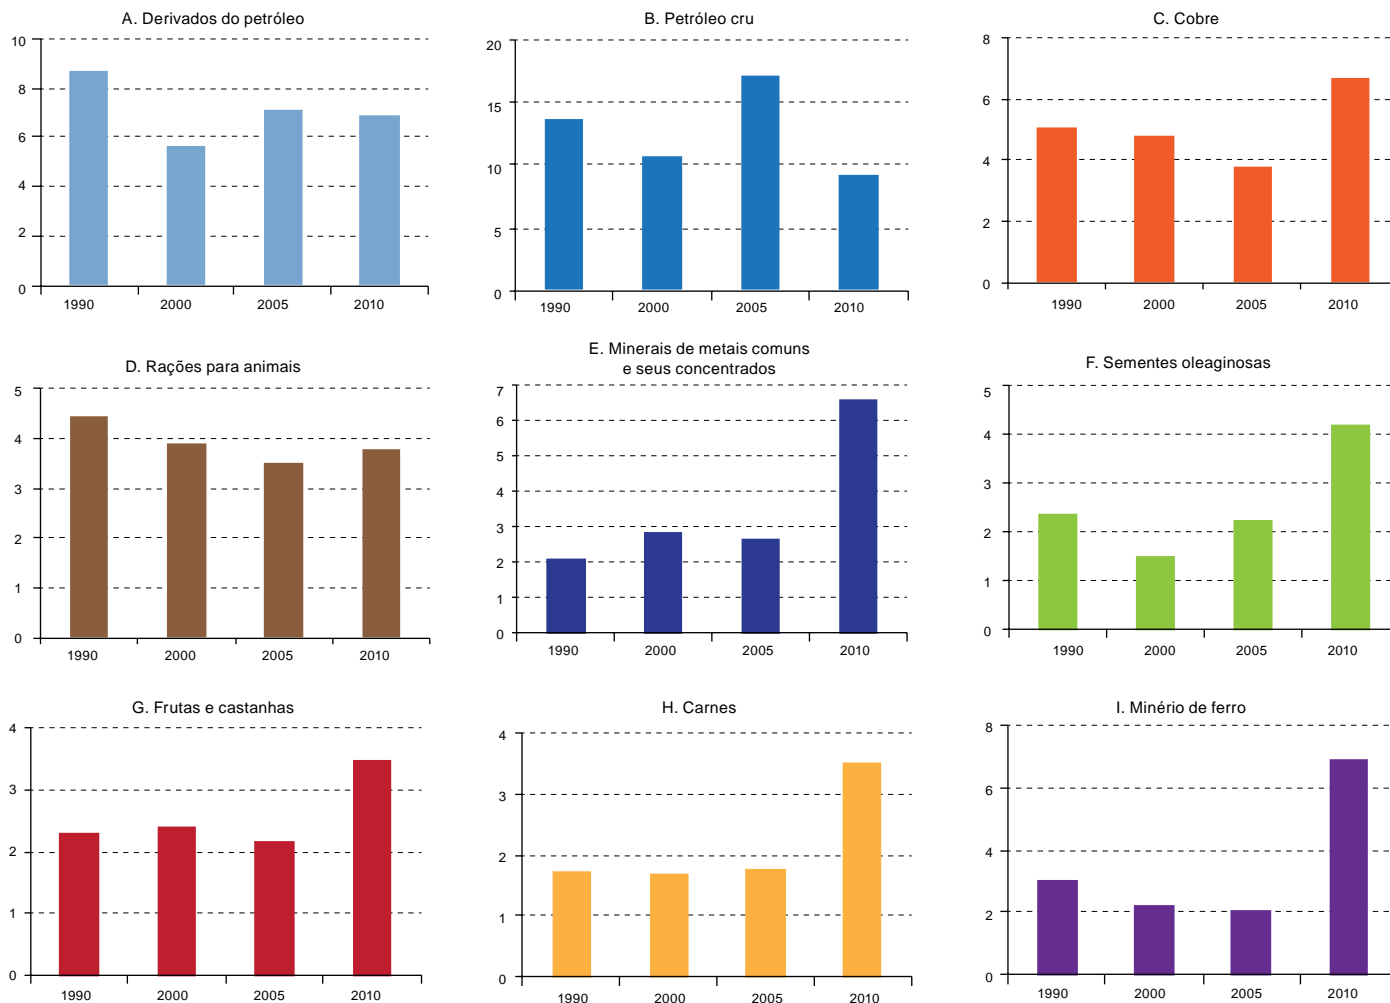 A. Derivados do petróleo
10
8
6
4
2
0
1990 2000 2005 2010
B. Petróleo cru
20
15
10
5
0
1990 2000 2005 2010
C. Cobre
8
6
4
2
0
1990 2000 2005 2010
D. Rações para animais
5
4
3
2
1
0
1990 2000 2005 2010
E. Minerais de metais comuns
e seus concentrados
7
6
5
4
3
2
1
0
1990 2000 2005 2010
F. Sementes oleaginosas
5
4
3
2
1
0
1990 2000 2005 2010
G. Frutas e castanhas
4
3
2
1
0
1990 2000 2005 2010
H. Carnes
4
3
2
1
0
1990 2000 2005 2010
I. Minério de ferro
8
6
4
2
0
1990 2000 2005 2010